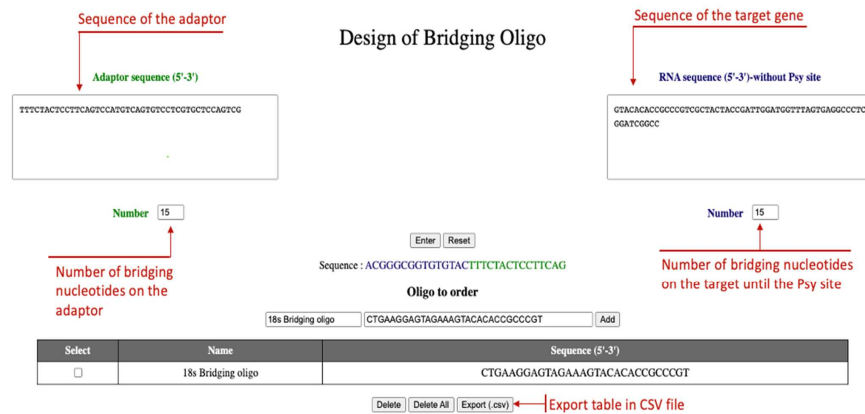 Sequence of the adaptor
Sequence of the target gene
Design of Bridging Oligo
Adaptor sequence (5'-3')
RNA sequence (5'-3')-without Psy site
TTTCTACTCCTTCAGTCCATGTCAGTGTCCTCGTGCTCCAGTCG
GTACACACCGCCCGTCGCTACTACCGATTGGATGGTTTAGTGAGGCCCTC
GGATCGGCC
Number 15
Number 15
Enter Reset
Number of bridging
nucleotides on the
adaptor
Sequence : ACGGGCGGTGTGTACTTTCTACTCCTTCAG
Number of bridging nucleotides
on the target until the Psy site
Oligo to order
18s Bridging oligo CTGAAGGAGTAGAAAGTACACACCGCCCGT Add
Select Name Sequence (5'-3')
18s Bridging oligo CTGAAGGAGTAGAAAGTACACACCGCCCGT
Delete Delete All Export (.csv) Export table in CSV file